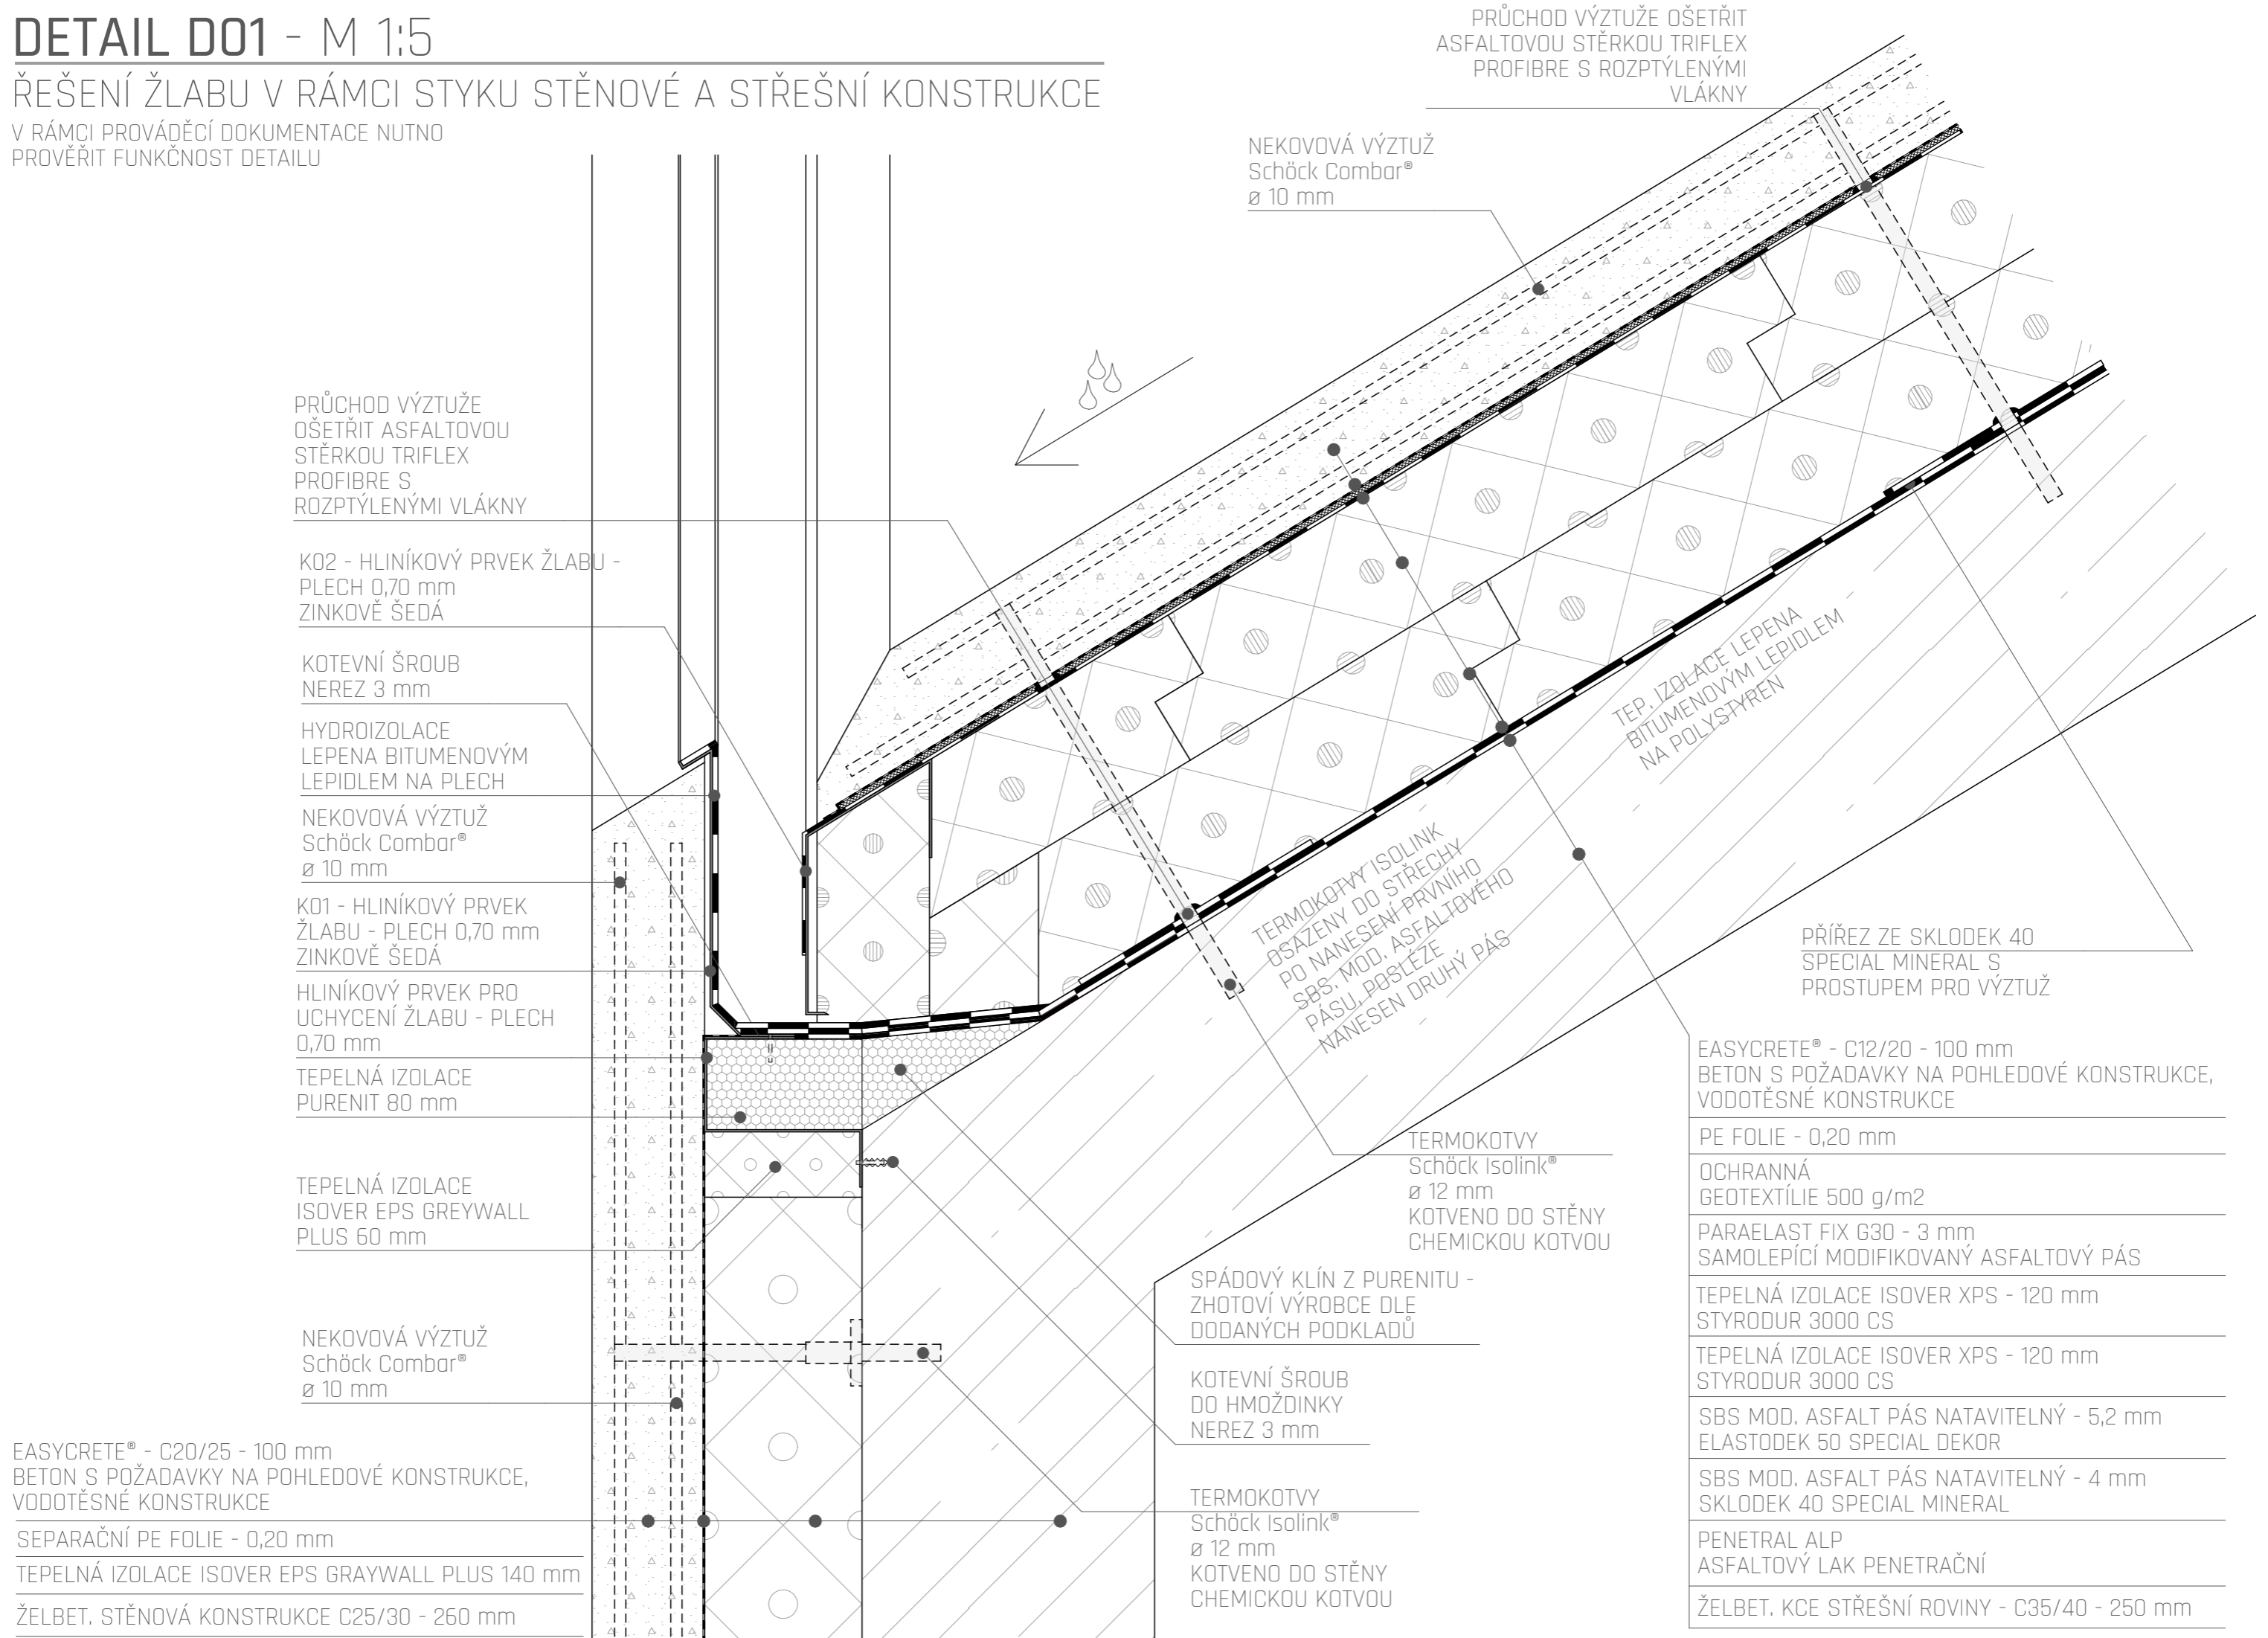 DETAIL D01 - M 1:5
ŘEŠENÍ ŽLABU V RÁMCI STYKU STĚNOVÉ A STŘEŠNÍ KONSTRUKCE
V RÁMCI PROVÁDĚCÍ DOKUMENTACE NUTNO
PROVĚŘIT FUNKČNOST DETAILU
PRŮCHOD VÝZTUŽE OŠETŘIT
ASFALTOVOU STĚRKOU TRIFLEX
PROFIBRE S ROZPTÝLENÝMI
VLÁKNY
NEKOVOVÁ VÝZTUŽ
Schöck Combar®
ø 10 mm
PRŮCHOD VÝZTUŽE
OŠETŘIT ASFALTOVOU
STĚRKOU TRIFLEX
PROFIBRE S
ROZPTÝLENÝMI VLÁKNY
K02 - HLINÍKOVÝ PRVEK ŽLABU -
PLECH 0,70 mm
ZINKOVĚ ŠEDÁ
KOTEVNÍ ŠROUB
NEREZ 3 mm
HYDROIZOLACE
LEPENA BITUMENOVÝM
LEPIDLEM NA PLECH
NEKOVOVÁ VÝZTUŽ
Schöck Combar®
ø 10 mm
K01 - HLINÍKOVÝ PRVEK
ŽLABU - PLECH 0,70 mm
ZINKOVĚ ŠEDÁ
HLINÍKOVÝ PRVEK PRO
UCHYCENÍ ŽLABU - PLECH
0,70 mm
TEPELNÁ IZOLACE
PURENIT 80 mm
TEPELNÁ IZOLACE
ISOVER EPS GREYWALL
PLUS 60 mm
NEKOVOVÁ VÝZTUŽ
Schöck Combar®
ø 10 mm
EASYCRETE® - C20/25 - 100 mm
BETON S POŽADAVKY NA POHLEDOVÉ KONSTRUKCE,
VODOTĚSNÉ KONSTRUKCE
SEPARAČNÍ PE FOLIE - 0,20 mm
TEPELNÁ IZOLACE ISOVER EPS GRAYWALL PLUS 140 mm
ŽELBET. STĚNOVÁ KONSTRUKCE C25/30 - 260 mm
TEP. IZOLACE LEPENA
BITUMENOVÝM LEPIDLEM
NA POLYSTYREN
TERMOKOTVY ISOLINK
OSAZENY DO STŘECHY
PO NANESENÍ PRVNÍHO
SBS. MOD. ASFALTOVÉHO
PÁSU, POSLÉZE
NANESEN DRUHÝ PÁS
TERMOKOTVY
Schöck Isolink®
ø 12 mm
KOTVENO DO STĚNY
CHEMICKOU KOTVOU
SPÁDOVÝ KLÍN Z PURENITU -
ZHOTOVÍ VÝROBCE DLE
DODANÝCH PODKLADŮ
KOTEVNÍ ŠROUB
DO HMOŽDINKY
NEREZ 3 mm
TERMOKOTVY
Schöck Isolink®
ø 12 mm
KOTVENO DO STĚNY
CHEMICKOU KOTVOU
PŘÍŘEZ ZE SKLODEK 40
SPECIAL MINERAL S
PROSTUPEM PRO VÝZTUŽ
EASYCRETE® - C12/20 - 100 mm
BETON S POŽADAVKY NA POHLEDOVÉ KONSTRUKCE,
VODOTĚSNÉ KONSTRUKCE
PE FOLIE - 0,20 mm
OCHRANNÁ
GEOTEXTÍLIE 500 g/m2
PARAELAST FIX G30 - 3 mm
SAMOLEPÍCÍ MODIFIKOVANÝ ASFALTOVÝ PÁS
TEPELNÁ IZOLACE ISOVER XPS - 120 mm
STYRODUR 3000 CS
TEPELNÁ IZOLACE ISOVER XPS - 120 mm
STYRODUR 3000 CS
SBS MOD. ASFALT PÁS NATAVITELNÝ - 5,2 mm
ELASTODEK 50 SPECIAL DEKOR
SBS MOD. ASFALT PÁS NATAVITELNÝ - 4 mm
SKLODEK 40 SPECIAL MINERAL
PENETRAL ALP
ASFALTOVÝ LAK PENETRAČNÍ
ŽELBET. KCE STŘEŠNÍ ROVINY - C35/40 - 250 mm